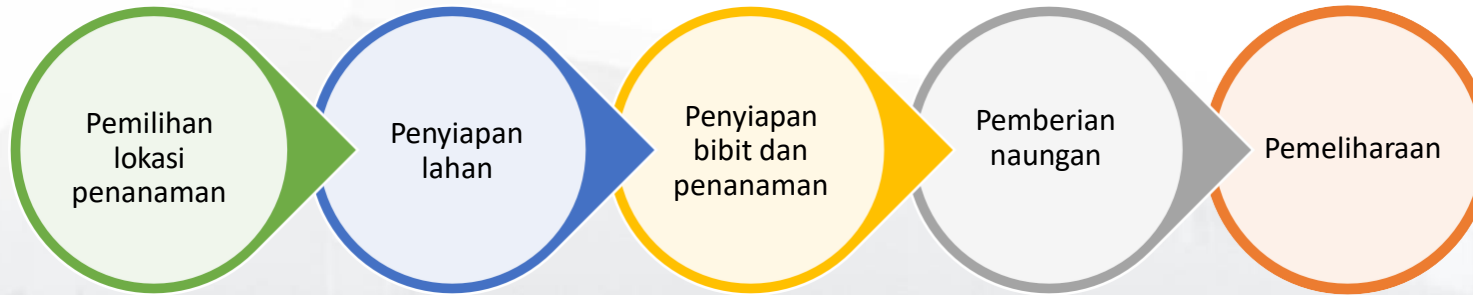 Pemilihan
lokasi
penanaman
Penyiapan
lahan
Penyiapan
bibit dan
penanaman
Pemberian
naungan
Pemeliharaan